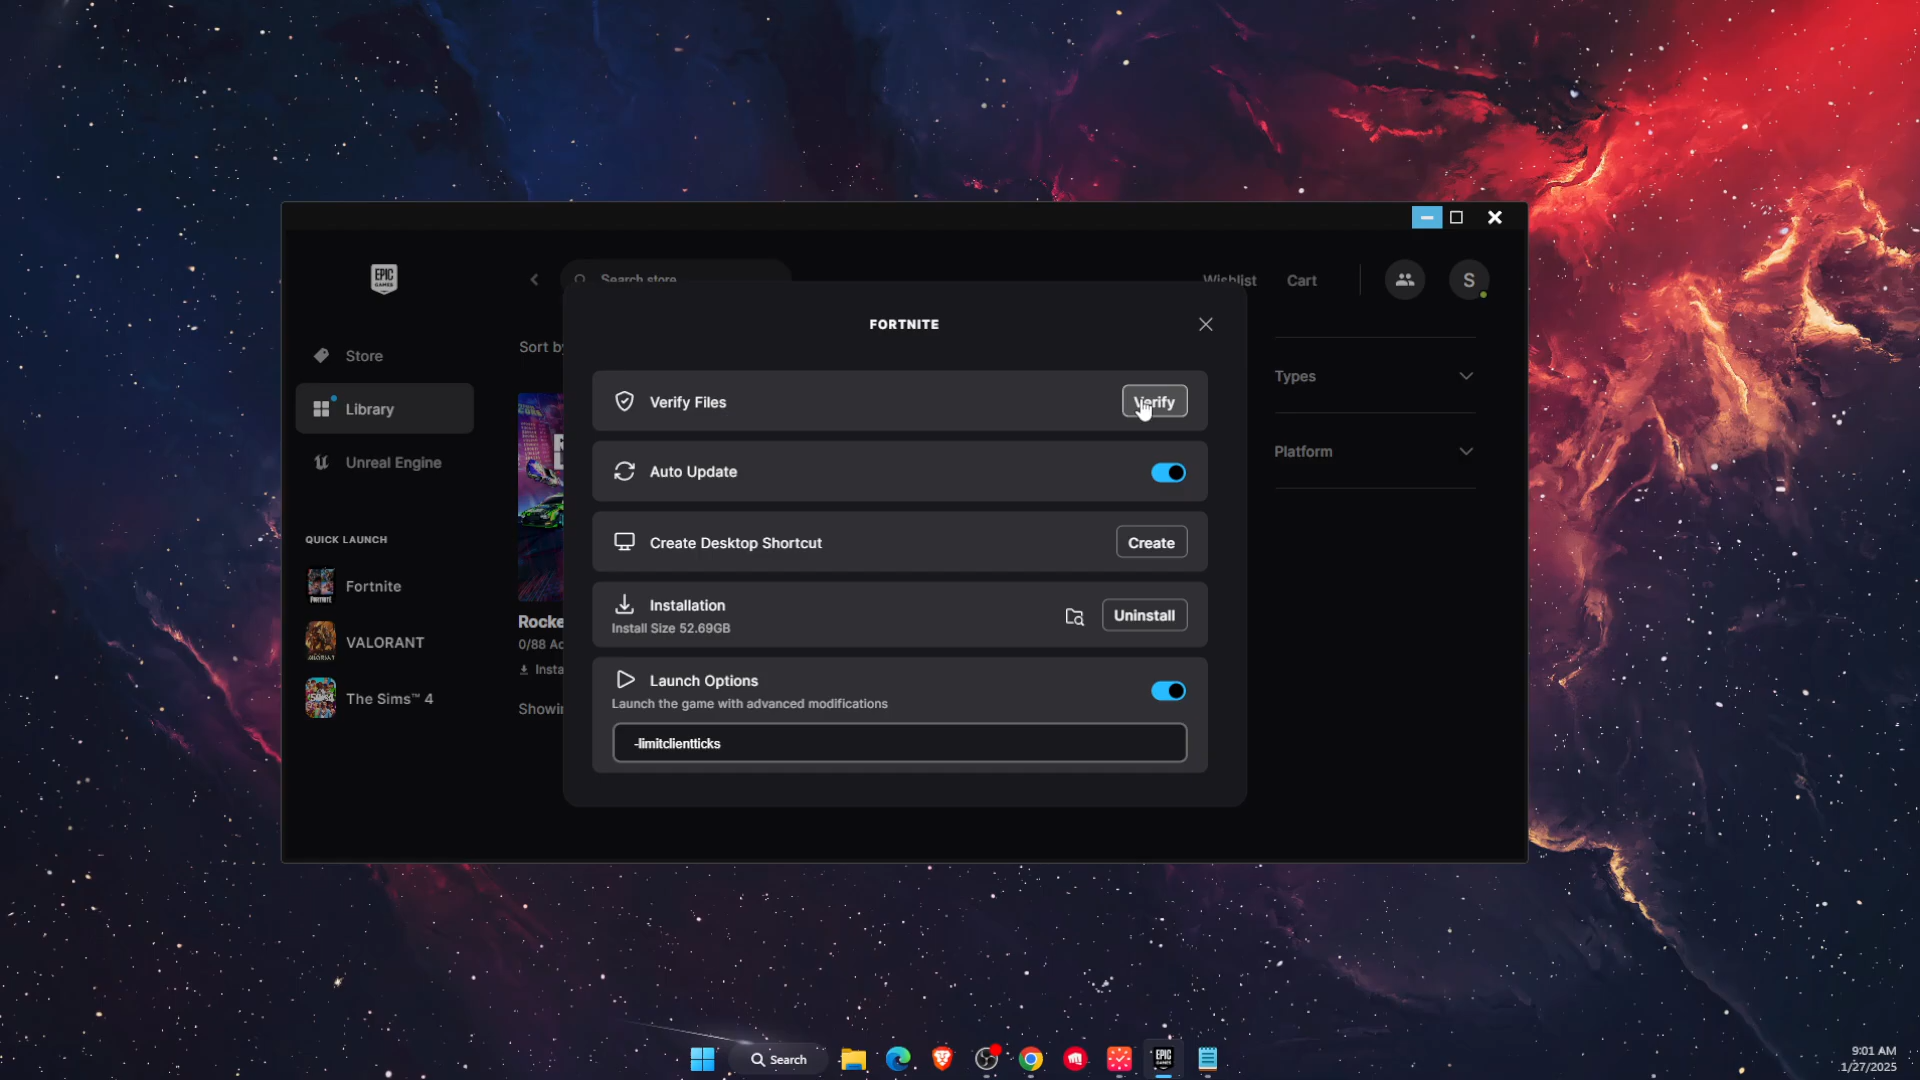 EPIC
GAMES
Search store
Wishlist
Cart
S
FORTNITE
Store
Library
Unreal Engine
Sort by
Verify Files
Verify
Auto Update
Create Desktop Shortcut
Create
Installation
Install Size 52.69GB
Uninstall
Launch Options
Launch the game with advanced modifications
-limitclientticks
Types
Platform
QUICK LAUNCH
Fortnite
VALORANT
The Sims™ 4
Rocke
0/88 Ac
Insta
Showin
Search
EPIC
GAMES
9:01 AM
1/27/2025